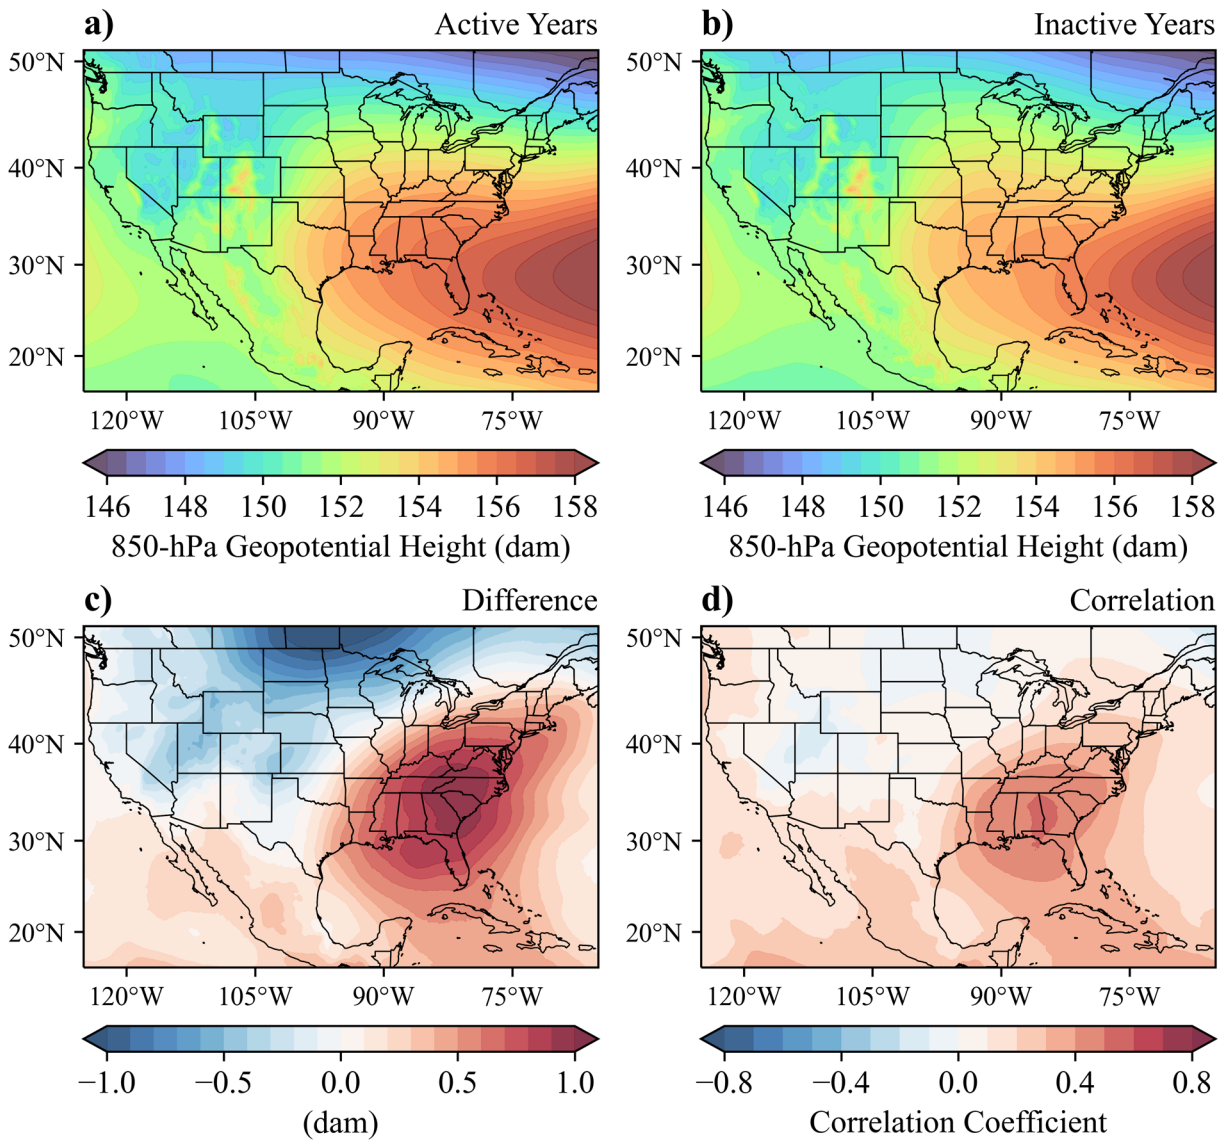 a) Active Years
b) Inactive Years
50°N
40°N
30°N
20°N
120°W 105°W 90°W 75°W
50°N
40°N
30°N
20°N
120°W 105°W 90°W 75°W
146 148 150 152 154 156 158
850-hPa Geopotential Height (dam)
146 148 150 152 154 156 158
850-hPa Geopotential Height (dam)
c) Difference
d) Correlation
50°N
40°N
30°N
20°N
120°W 105°W 90°W 75°W
50°N
40°N
30°N
20°N
120°W 105°W 90°W 75°W
−1.0 −0.5 0.0 0.5 1.0
(dam)
−0.8 −0.4 0.0 0.4 0.8
Correlation Coefficient